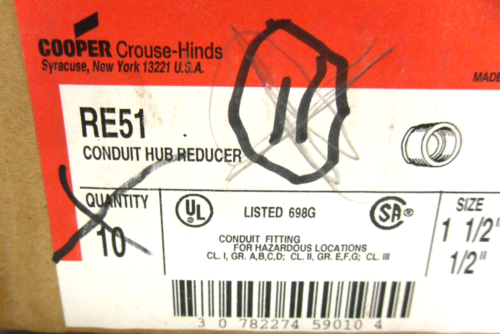 COOPER Crouse-Hinds
Syracuse, New York 13221 U.S.A.
MADE
RE51
CONDUIT HUB REDUCER
11
QUANTITY
10
UL
LISTED 698G
SA
SIZE
1 1/2"
1/2"
CONDUIT FITTING
FOR HAZARDOUS LOCATIONS
CL. I, GR. A,B,C,D; CL. II, GR. E,F,G; CL. III
3 0 782274 59010 4